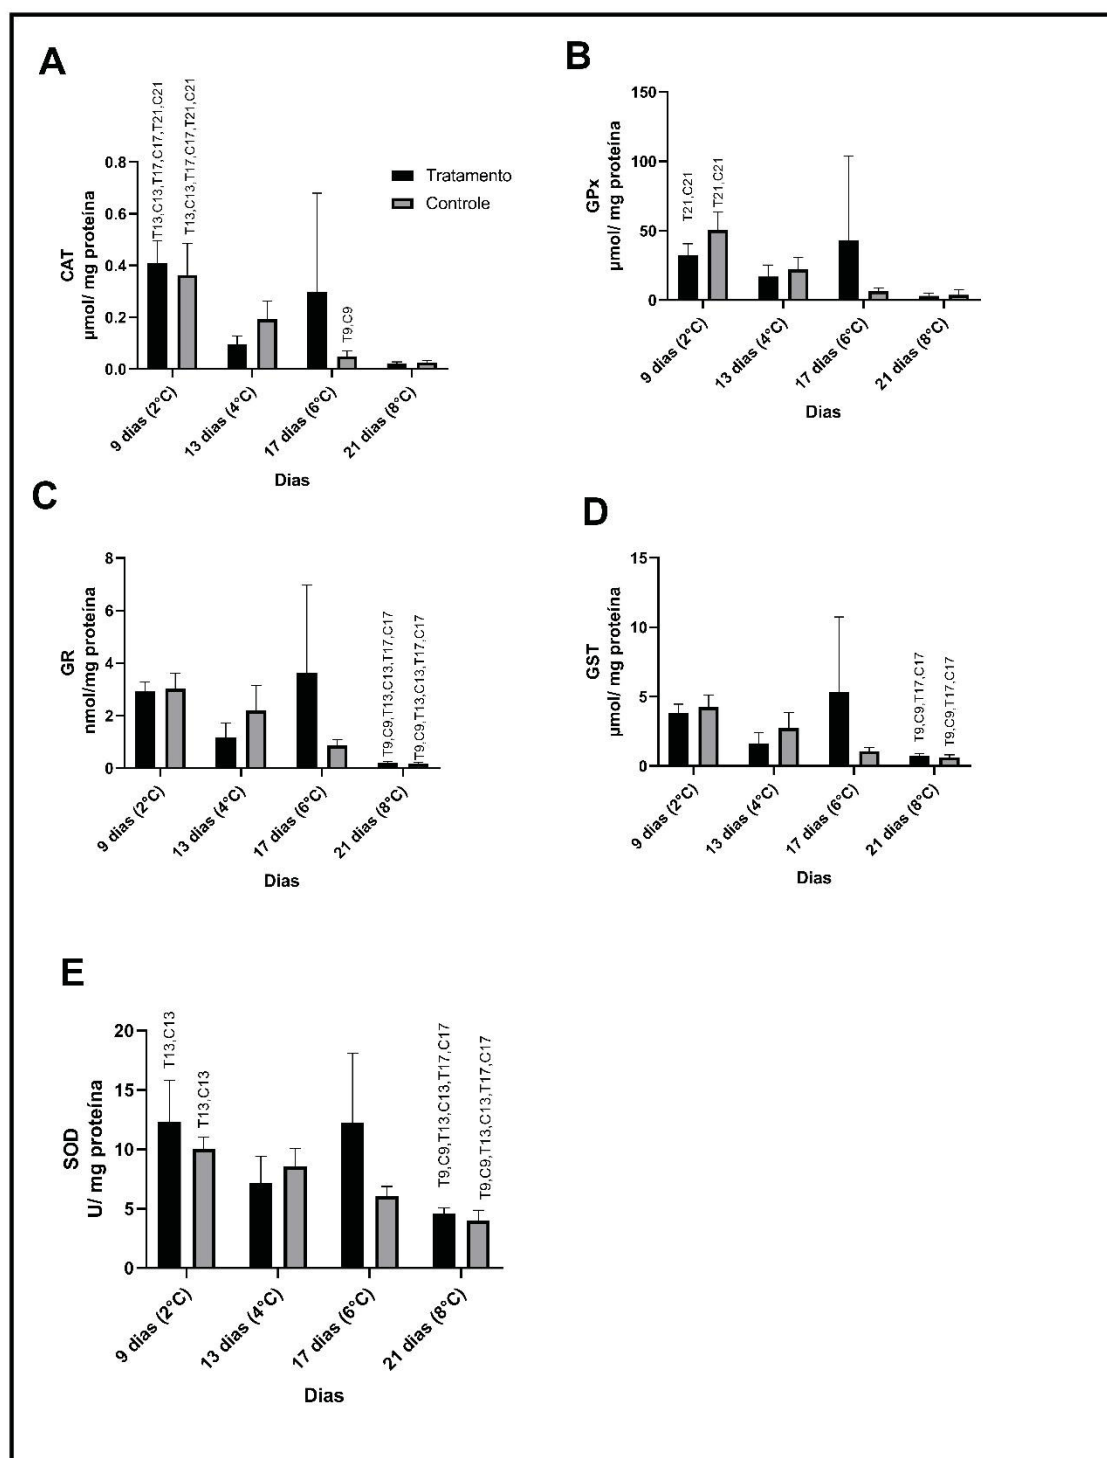 A
T13,C13,T17,C17,T21,C21
T13,C13,T17,C17,T21,C21
T9,C9
Tratamento
Controle
CAT
µmol/ mg proteína
0.8
0.6
0.4
0.2
0.0
9 dias (2°C)
13 dias (4°C)
17 dias (6°C)
21 dias (8°C)
Dias
B
T21,C21
T21,C21
GPx
µmol/ mg proteína
150
100
50
0
9 dias (2°C)
13 dias (4°C)
17 dias (6°C)
21 dias (8°C)
Dias
C
GR
nmol/mg proteína
8
6
4
2
0
T9,C9,T13,C13,T17,C17
T9,C9,T13,C13,T17,C17
9 dias (2°C)
13 dias (4°C)
17 dias (6°C)
21 dias (8°C)
Dias
D
GST
µmol/ mg proteína
15
10
5
0
T9,C9,T17,C17
T9,C9,T17,C17
9 dias (2°C)
13 dias (4°C)
17 dias (6°C)
21 dias (8°C)
Dias
E
SOD
U/ mg proteína
20
15
10
5
0
T13,C13
T13,C13
T9,C9,T13,C13,T17,C17
T9,C9,T13,C13,T17,C17
9 dias (2°C)
13 dias (4°C)
17 dias (6°C)
21 dias (8°C)
Dias